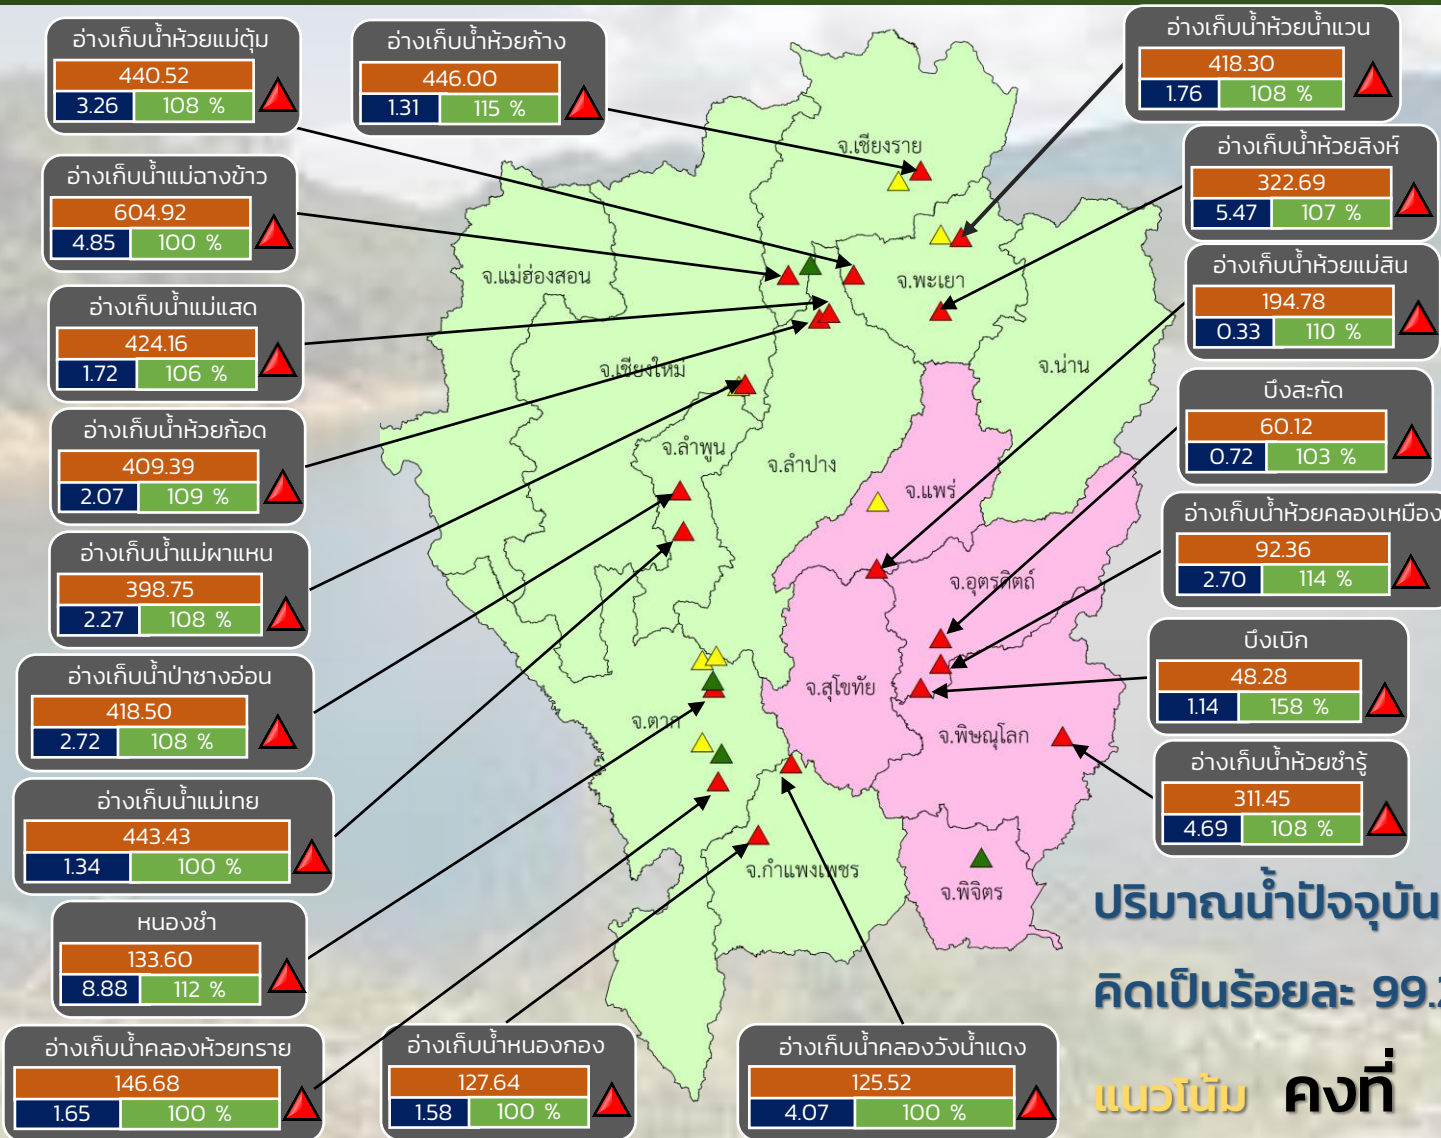 อ่างเก็บน้ำห้วยแม่ตุ้ม
440.52
3.26 108 %
อ่างเก็บน้ำห้วยก้าง
446.00
1.31 115 %
อ่างเก็บน้ำห้วยน้ำแวน
418.30
1.76 108 %
อ่างเก็บน้ำแม่ฉางข้าว
604.92
4.85 100 %
อ่างเก็บน้ำห้วยสิงห์
322.69
5.47 107 %
อ่างเก็บน้ำแม่แสด
424.16
1.72 106 %
อ่างเก็บน้ำห้วยแม่สิน
194.78
0.33 110 %
อ่างเก็บน้ำห้วยก้อด
409.39
2.07 109 %
บึงสะกัด
60.12
0.72 103 %
อ่างเก็บน้ำแม่ผาแหน
398.75
2.27 108 %
อ่างเก็บน้ำห้วยคลองเหมือง
92.36
2.70 114 %
อ่างเก็บน้ำป่าซางอ่อน
418.50
2.72 108 %
บึงเบิก
48.28
1.14 158 %
อ่างเก็บน้ำแม่เทย
443.43
1.34 100 %
อ่างเก็บน้ำห้วยซำรู้
311.45
4.69 108 %
หนองชำ
133.60
8.88 112 %
อ่างเก็บน้ำคลองห้วยทราย
146.68
1.65 100 %
อ่างเก็บน้ำหนองกอง
127.64
1.58 100 %
อ่างเก็บน้ำคลองวังน้ำแดง
125.52
4.07 100 %
จ.เชียงราย
จ.แม่ฮ่องสอน
จ.พะเยา
จ.เชียงใหม่
จ.น่าน
จ.ลำพูน
จ.ลำปาง
จ.แพร่
จ.อุตรดิตถ์
จ.สุโขทัย
จ.ตาก
จ.พิษณุโลก
จ.กำแพงเพชร
จ.พิจิตร
ปริมาณน้ำปัจจุบัน
คิดเป็นร้อยละ 99.2
แนวโน้ม คงที่